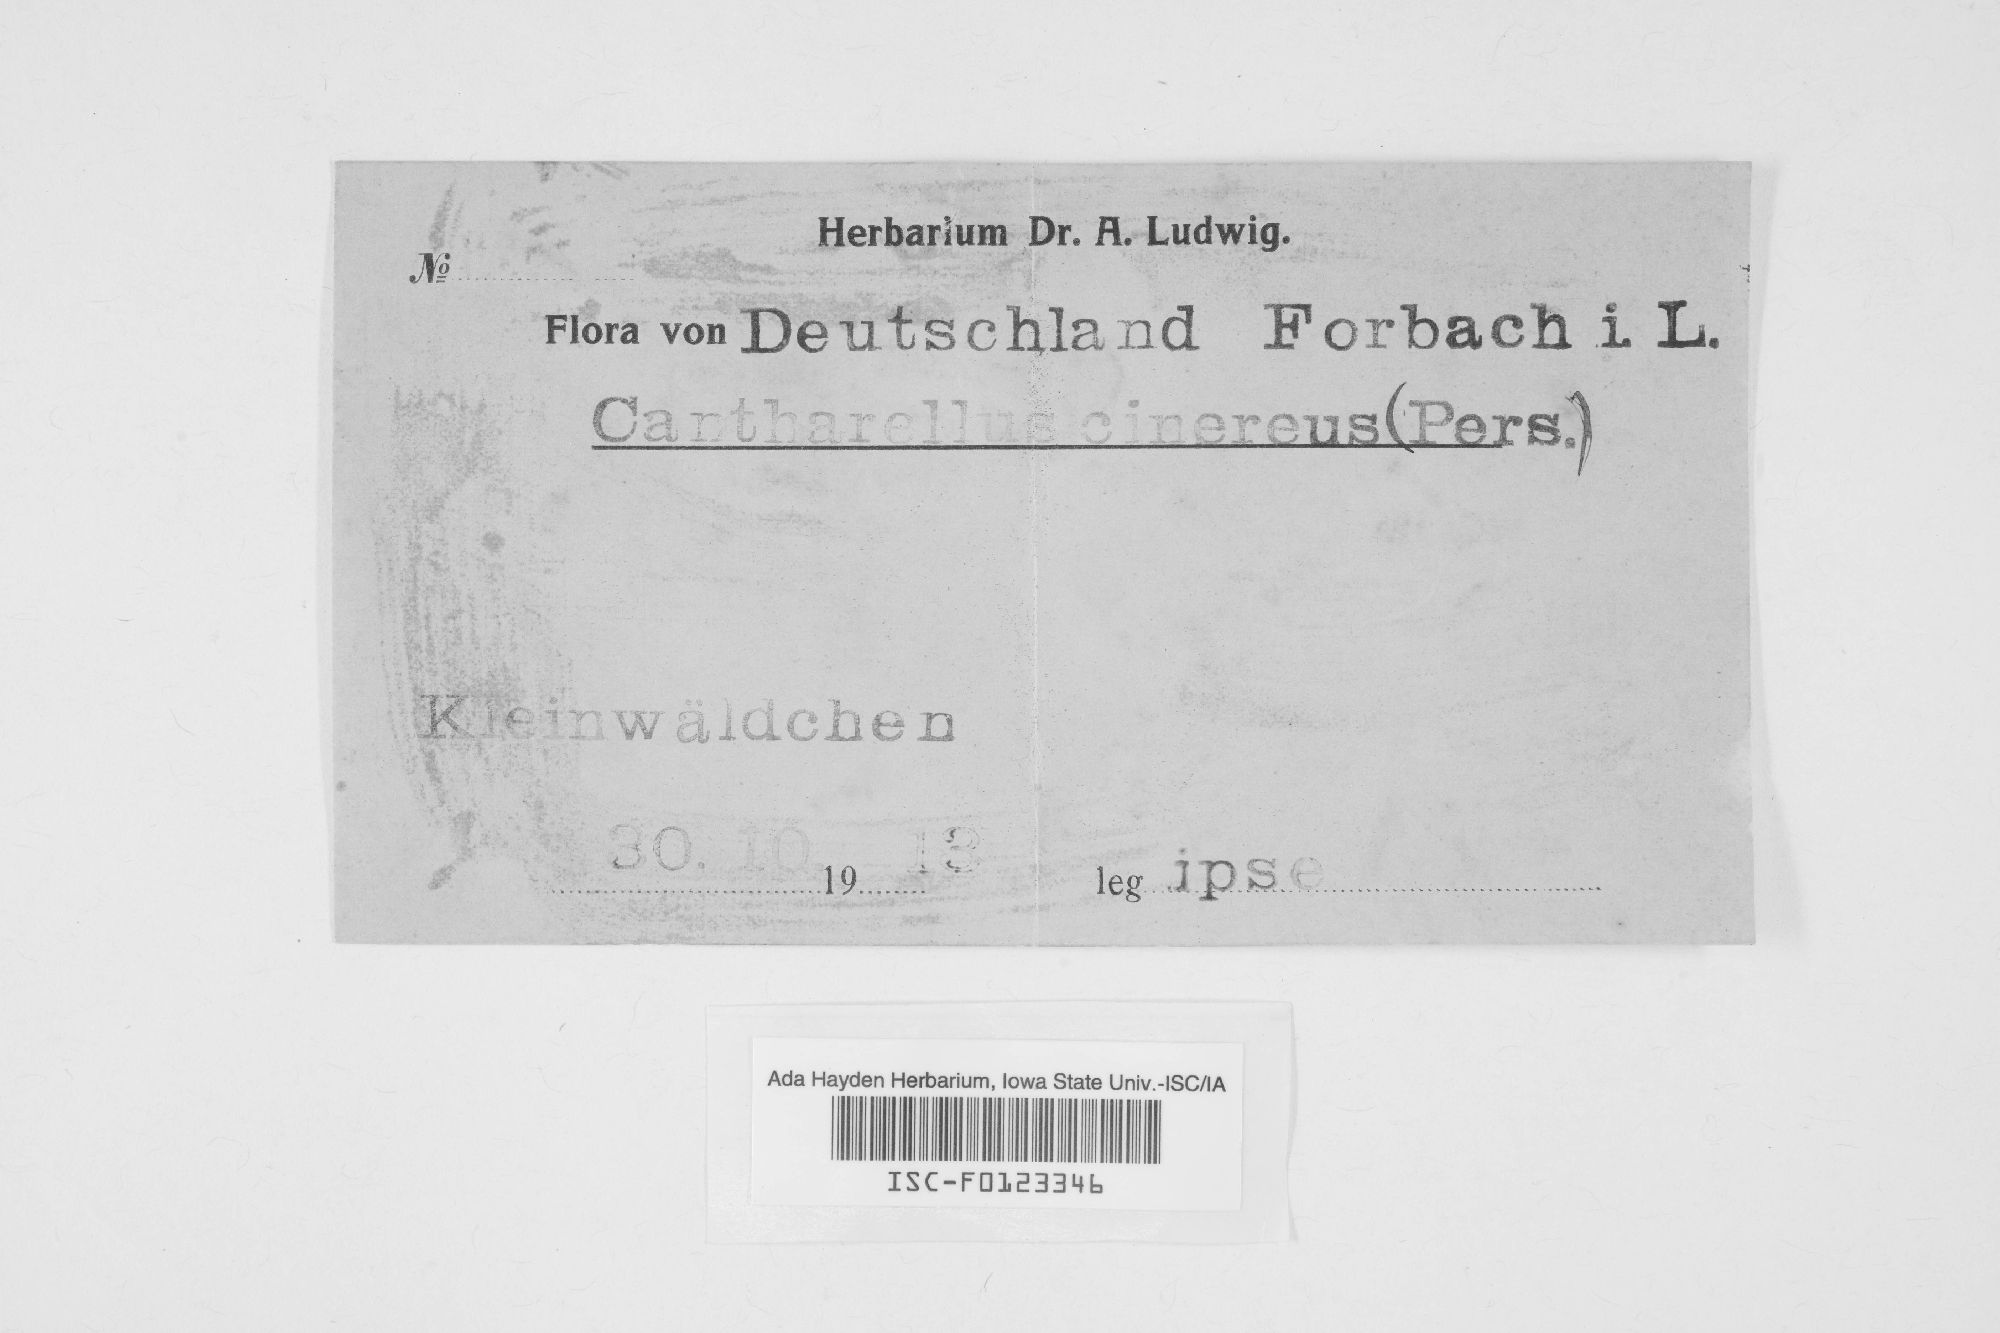 Herbarium Dr. A. Ludwig.
№
Flora von Deutschland Forbach i. L.
Cantharellus cinereus (Pers.)
Kleinwäldchen
30. 10. 19 13 leg ipse
Ada Hayden Herbarium, Iowa State Univ.-ISC/IA
ISC-F0123346